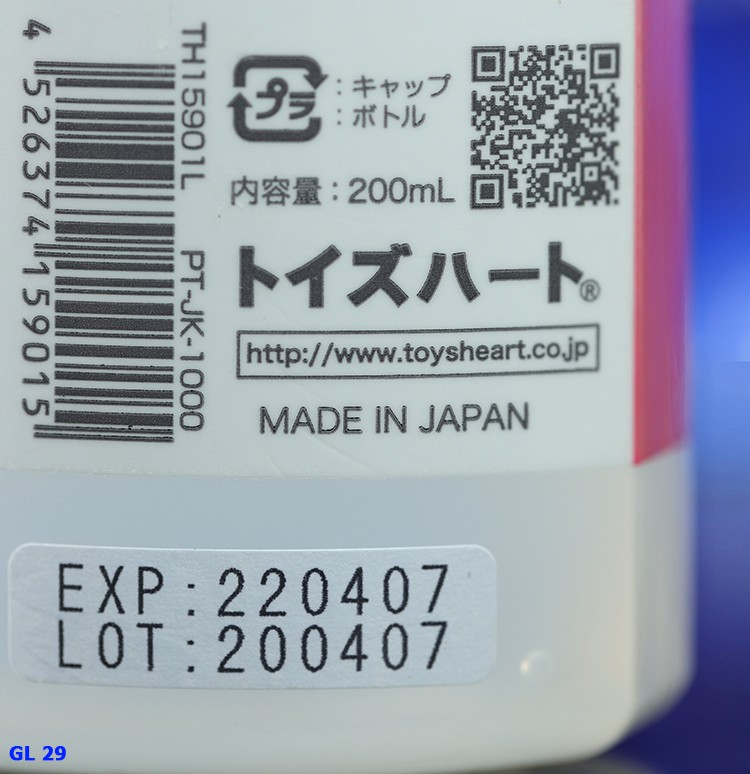 4 526374 159015
TH15901L PT-JK-1000
プラ
：キャップ
：ボトル
内容量：200mL
トイズハート®
http://www.toysheart.co.jp
MADE IN JAPAN
EXP:220407
LOT:200407
GL 29